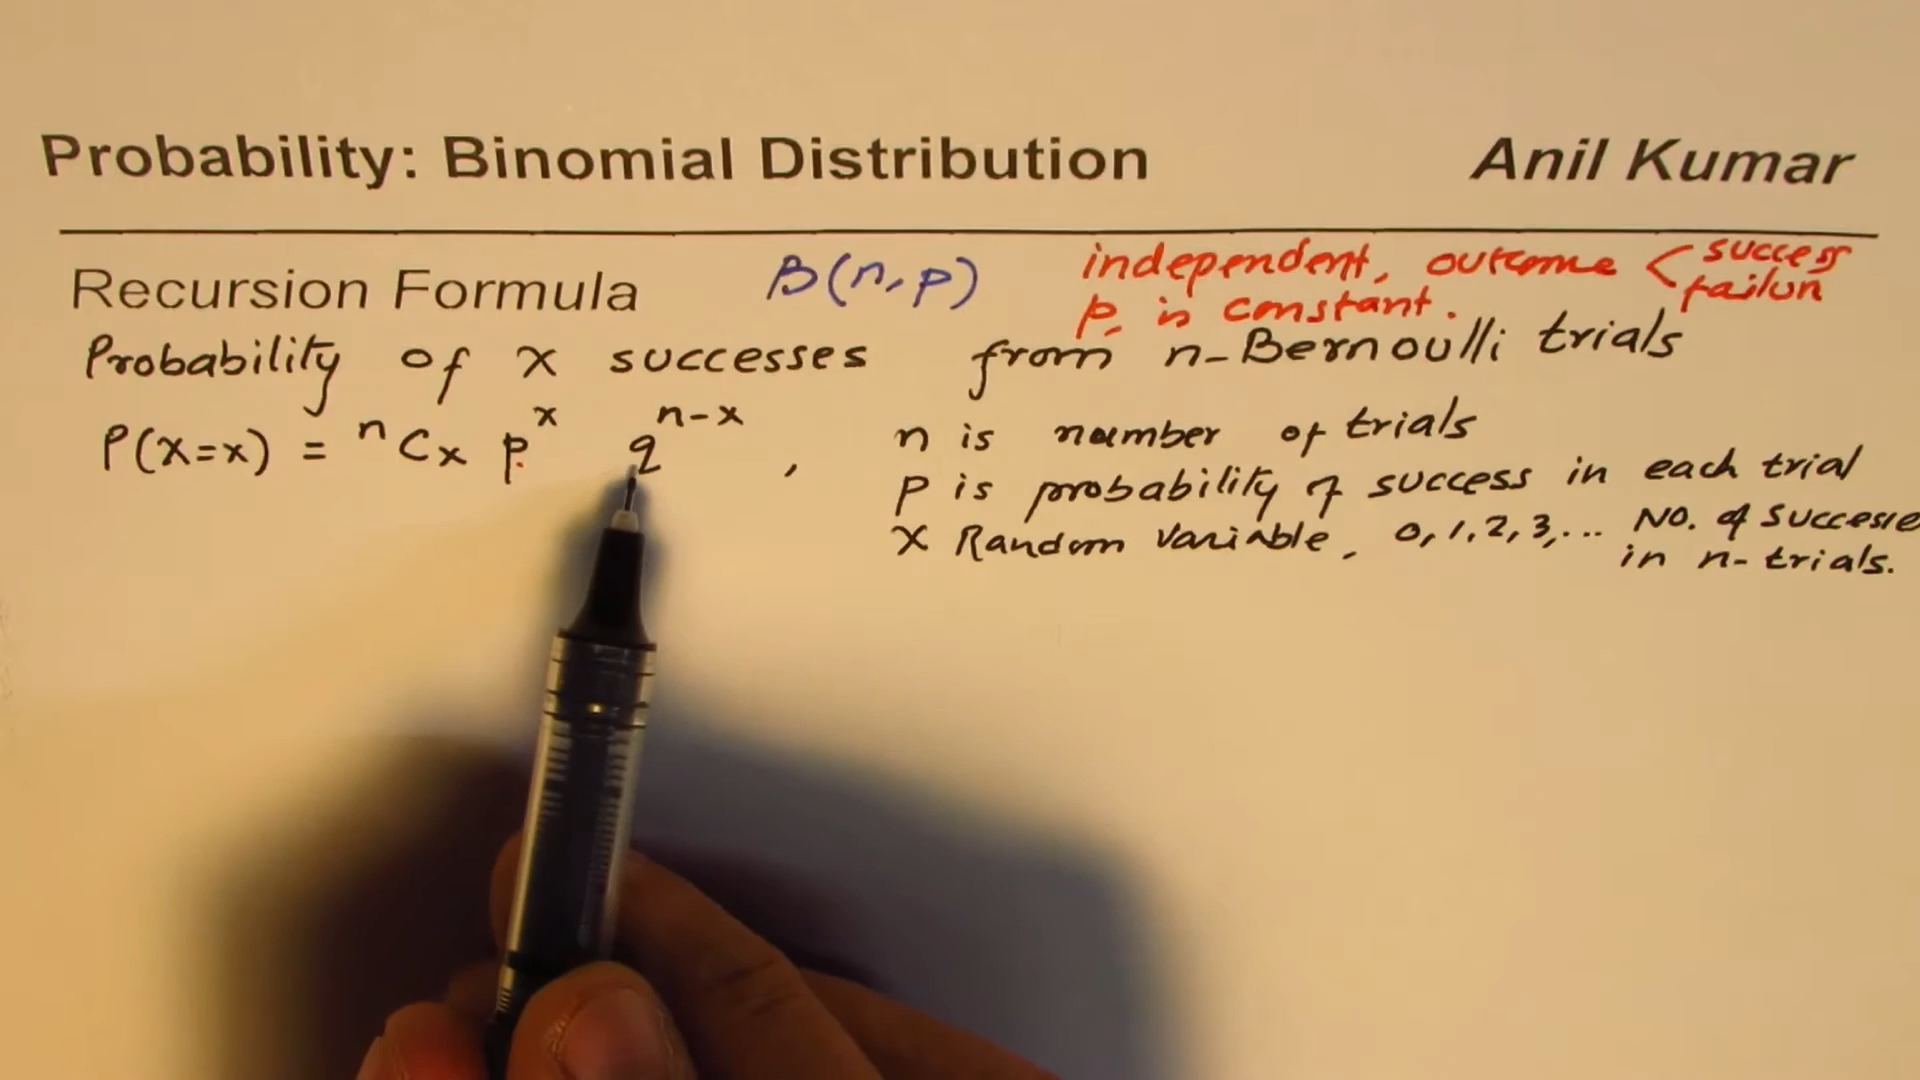 Probability: Binomial Distribution Anil Kumar
Recursion Formula B(n, p) independent, outcome < success
failun
p, is constant.
Probability of x successes from n-Bernoulli trials
P(X=x) = ⁿCₓ pˣ qⁿ⁻ˣ , n is number of trials
p is probability of success in each trial
X Random variable, 0, 1, 2, 3, ... NO. of Successe
in n-trials.